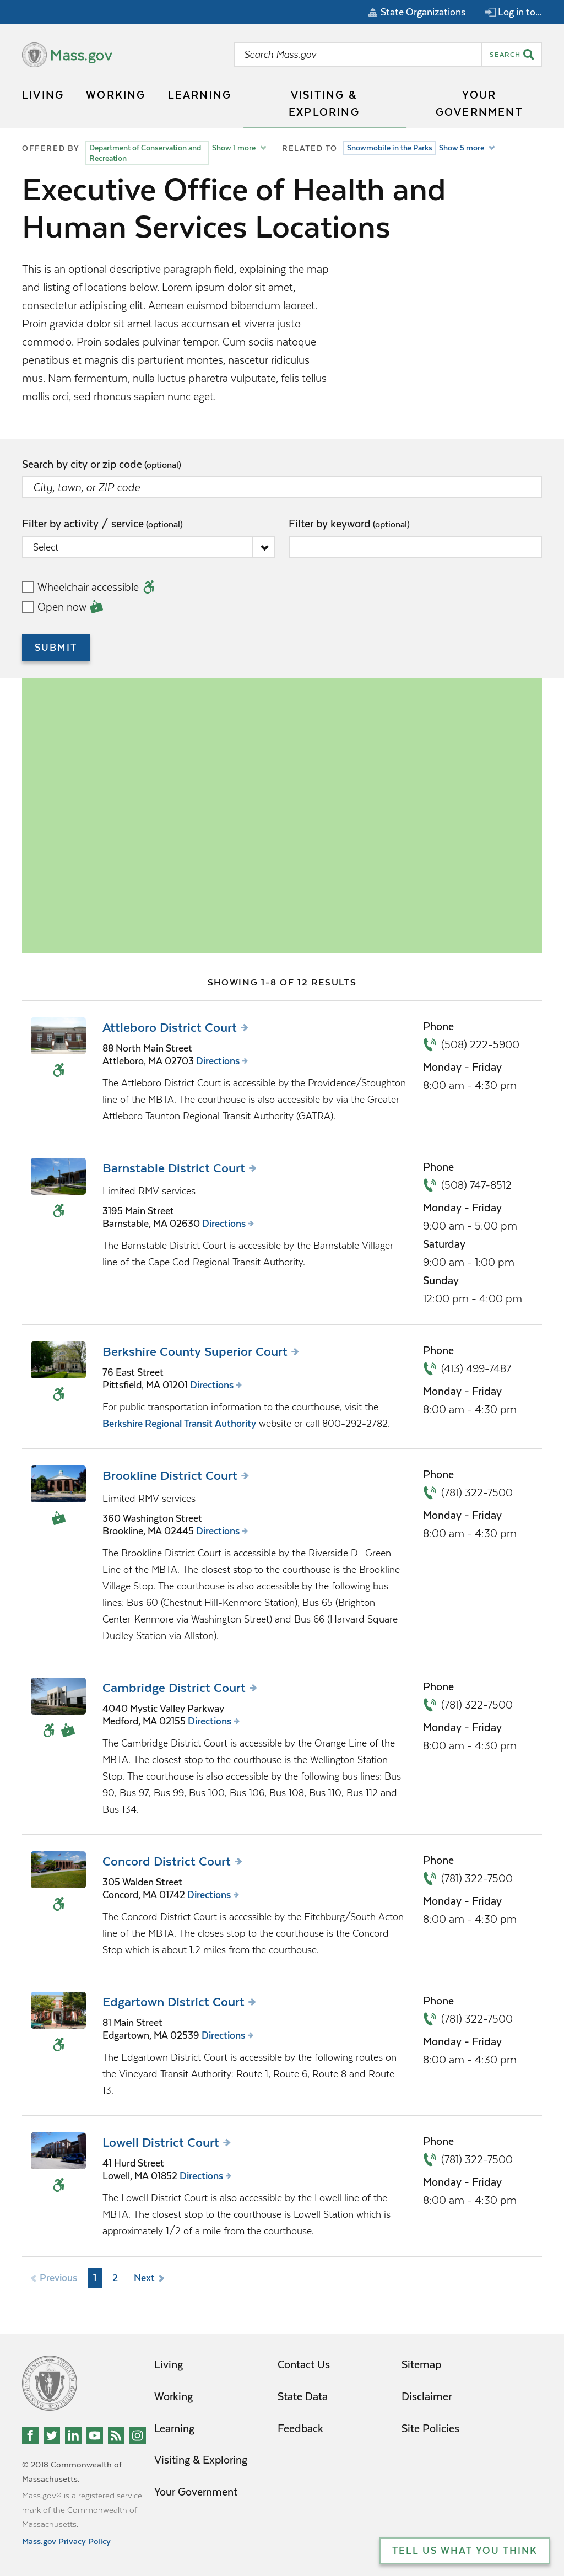 State Organizations
Log in to...
Mass.gov
Search Mass.gov
SEARCH
LIVING
WORKING
LEARNING
VISITING &
EXPLORING
YOUR
GOVERNMENT
OFFERED BY
Department of Conservation and
Recreation
Show 1 more
RELATED TO
Snowmobile in the Parks
Show 5 more
Executive Office of Health and
Human Services Locations
This is an optional descriptive paragraph field, explaining the map
and listing of locations below. Lorem ipsum dolor sit amet,
consectetur adipiscing elit. Aenean euismod bibendum laoreet.
Proin gravida dolor sit amet lacus accumsan et viverra justo
commodo. Proin sodales pulvinar tempor. Cum sociis natoque
penatibus et magnis dis parturient montes, nascetur ridiculus
mus. Nam fermentum, nulla luctus pharetra vulputate, felis tellus
mollis orci, sed rhoncus sapien nunc eget.
Search by city or zip code (optional)
City, town, or ZIP code
Filter by activity / service (optional)
Filter by keyword (optional)
Select
Wheelchair accessible
Open now
SUBMIT
SHOWING 1-8 OF 12 RESULTS
Attleboro District Court
88 North Main Street
Attleboro, MA 02703 Directions
The Attleboro District Court is accessible by the Providence/Stoughton
line of the MBTA. The courthouse is also accessible by via the Greater
Attleboro Taunton Regional Transit Authority (GATRA).
Phone
(508) 222-5900
Monday - Friday
8:00 am - 4:30 pm
Barnstable District Court
Limited RMV services
3195 Main Street
Barnstable, MA 02630 Directions
The Barnstable District Court is accessible by the Barnstable Villager
line of the Cape Cod Regional Transit Authority.
Phone
(508) 747-8512
Monday - Friday
9:00 am - 5:00 pm
Saturday
9:00 am - 1:00 pm
Sunday
12:00 pm - 4:00 pm
Berkshire County Superior Court
76 East Street
Pittsfield, MA 01201 Directions
For public transportation information to the courthouse, visit the
Berkshire Regional Transit Authority website or call 800-292-2782.
Phone
(413) 499-7487
Monday - Friday
8:00 am - 4:30 pm
Brookline District Court
Limited RMV services
360 Washington Street
Brookline, MA 02445 Directions
The Brookline District Court is accessible by the Riverside D- Green
Line of the MBTA. The closest stop to the courthouse is the Brookline
Village Stop. The courthouse is also accessible by the following bus
lines: Bus 60 (Chestnut Hill-Kenmore Station), Bus 65 (Brighton
Center-Kenmore via Washington Street) and Bus 66 (Harvard Square-
Dudley Station via Allston).
Phone
(781) 322-7500
Monday - Friday
8:00 am - 4:30 pm
Cambridge District Court
4040 Mystic Valley Parkway
Medford, MA 02155 Directions
The Cambridge District Court is accessible by the Orange Line of the
MBTA. The closest stop to the courthouse is the Wellington Station
Stop. The courthouse is also accessible by the following bus lines: Bus
90, Bus 97, Bus 99, Bus 100, Bus 106, Bus 108, Bus 110, Bus 112 and
Bus 134.
Phone
(781) 322-7500
Monday - Friday
8:00 am - 4:30 pm
Concord District Court
305 Walden Street
Concord, MA 01742 Directions
The Concord District Court is accessible by the Fitchburg/South Acton
line of the MBTA. The closes stop to the courthouse is the Concord
Stop which is about 1.2 miles from the courthouse.
Phone
(781) 322-7500
Monday - Friday
8:00 am - 4:30 pm
Edgartown District Court
81 Main Street
Edgartown, MA 02539 Directions
The Edgartown District Court is accessible by the following routes on
the Vineyard Transit Authority: Route 1, Route 6, Route 8 and Route
13.
Phone
(781) 322-7500
Monday - Friday
8:00 am - 4:30 pm
Lowell District Court
41 Hurd Street
Lowell, MA 01852 Directions
The Lowell District Court is also accessible by the Lowell line of the
MBTA. The closest stop to the courthouse is Lowell Station which is
approximately 1/2 of a mile from the courthouse.
Phone
(781) 322-7500
Monday - Friday
8:00 am - 4:30 pm
Previous
1
2
Next
Living
Working
Learning
Visiting & Exploring
Your Government
Contact Us
State Data
Feedback
Sitemap
Disclaimer
Site Policies
© 2018 Commonwealth of
Massachusetts.
Mass.gov® is a registered service
mark of the Commonwealth of
Massachusetts.
Mass.gov Privacy Policy
TELL US WHAT YOU THINK